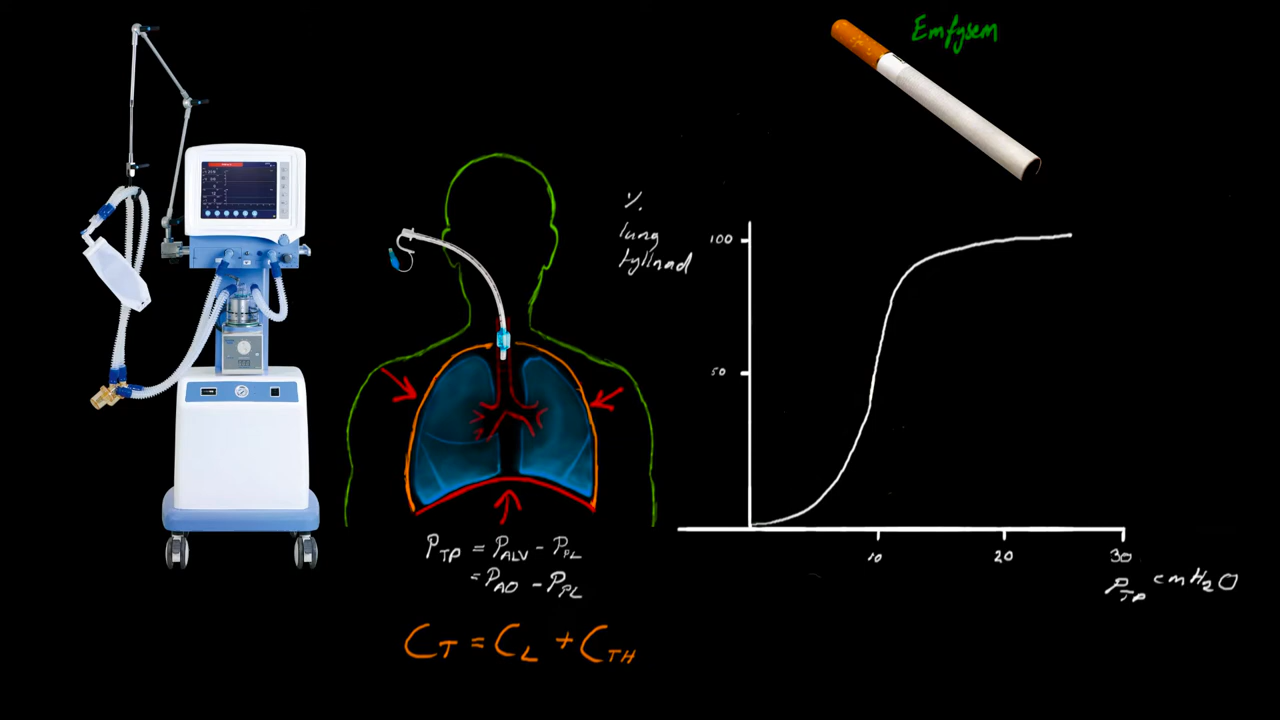 Emfysem
%
lung
fyllnad
100
50
10
20
30
P_TP cmH2O
P_TP = P_ALV - P_PL
= P_AO - P_PL
C_T = C_L + C_TH